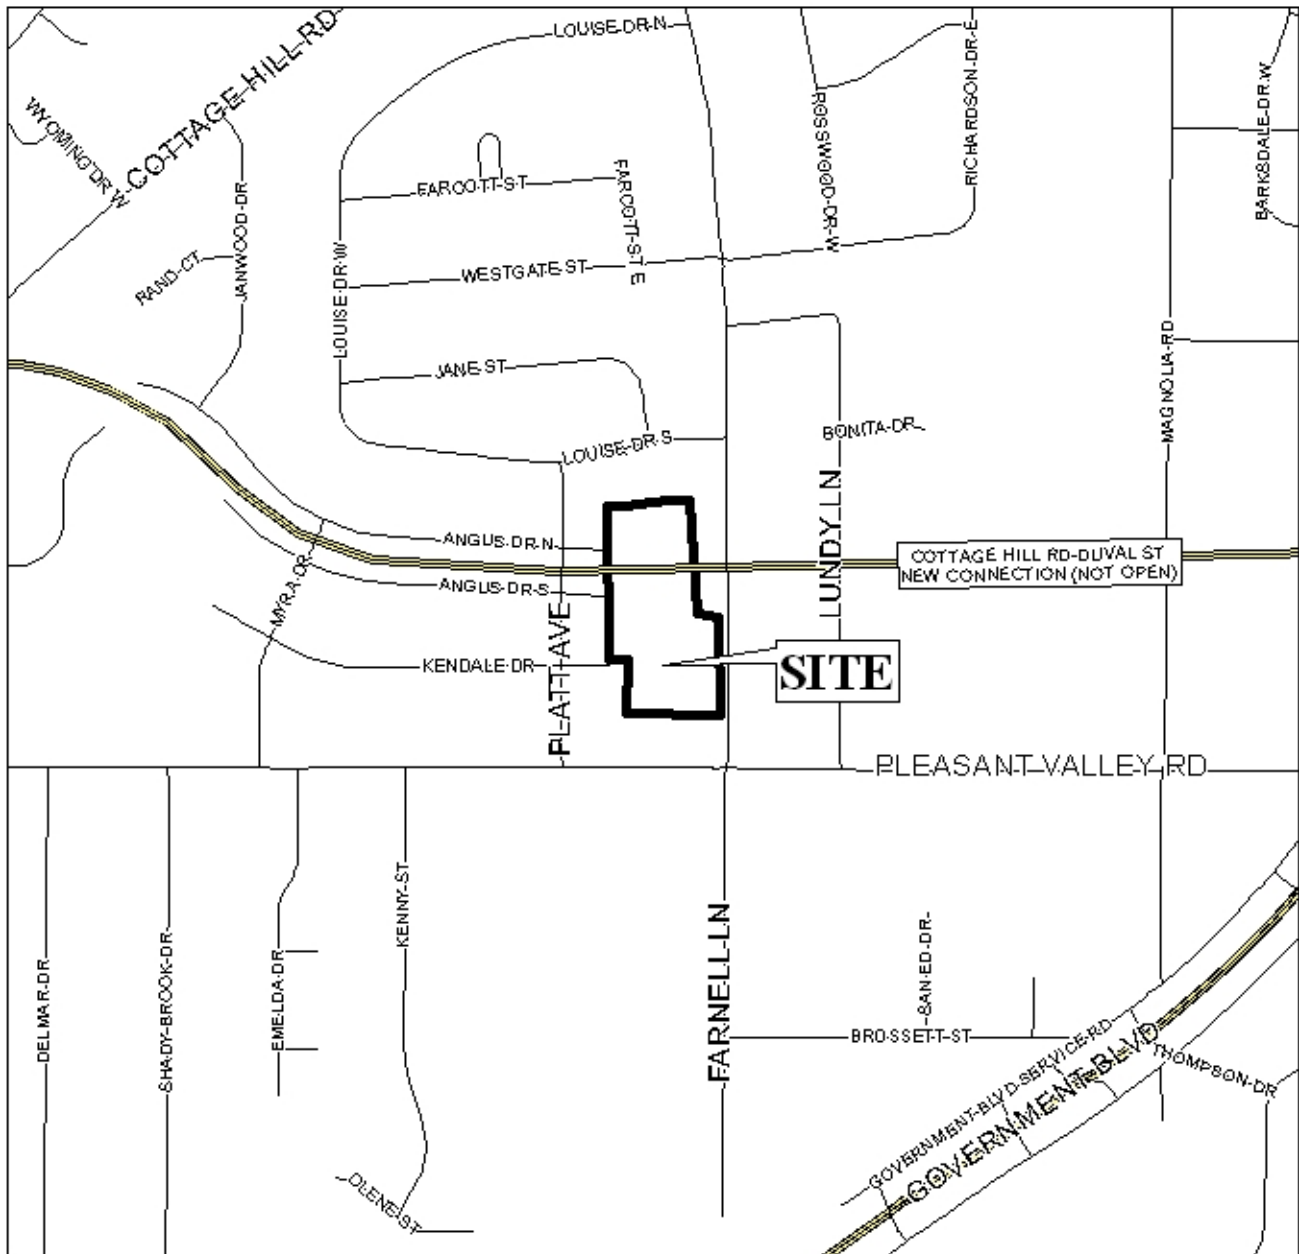 LOUISE DR N
COTTAGE HILL RD
WYOMING DR W
ROSSWOOD DR W
RICHARDSON DR E
BARKSDALE DR W
JANWOOD DR
FARCOTT ST
FARCOTT ST E
RAND CT
WESTGATE ST
LOUISE DR W
JANE ST
MAGNOLIA RD
BONITA DR
LOUISE DR S
LUNDY LN
ANGUS DR N
COTTAGE HILL RD-DUVAL ST
NEW CONNECTION (NOT OPEN)
ANGUS DR S
MYRA DR
PLATT AVE
KENDALE DR
SITE
PLEASANT VALLEY RD
KENNY ST
FARNELL LN
DELMAR DR
SHADY BROOK DR
EMELDA DR
SAN ED DR
BROSSETT ST
GOVERNMENT BLVD SERVICE RD
GOVERNMENT BLVD
THOMPSON DR
OLENE ST